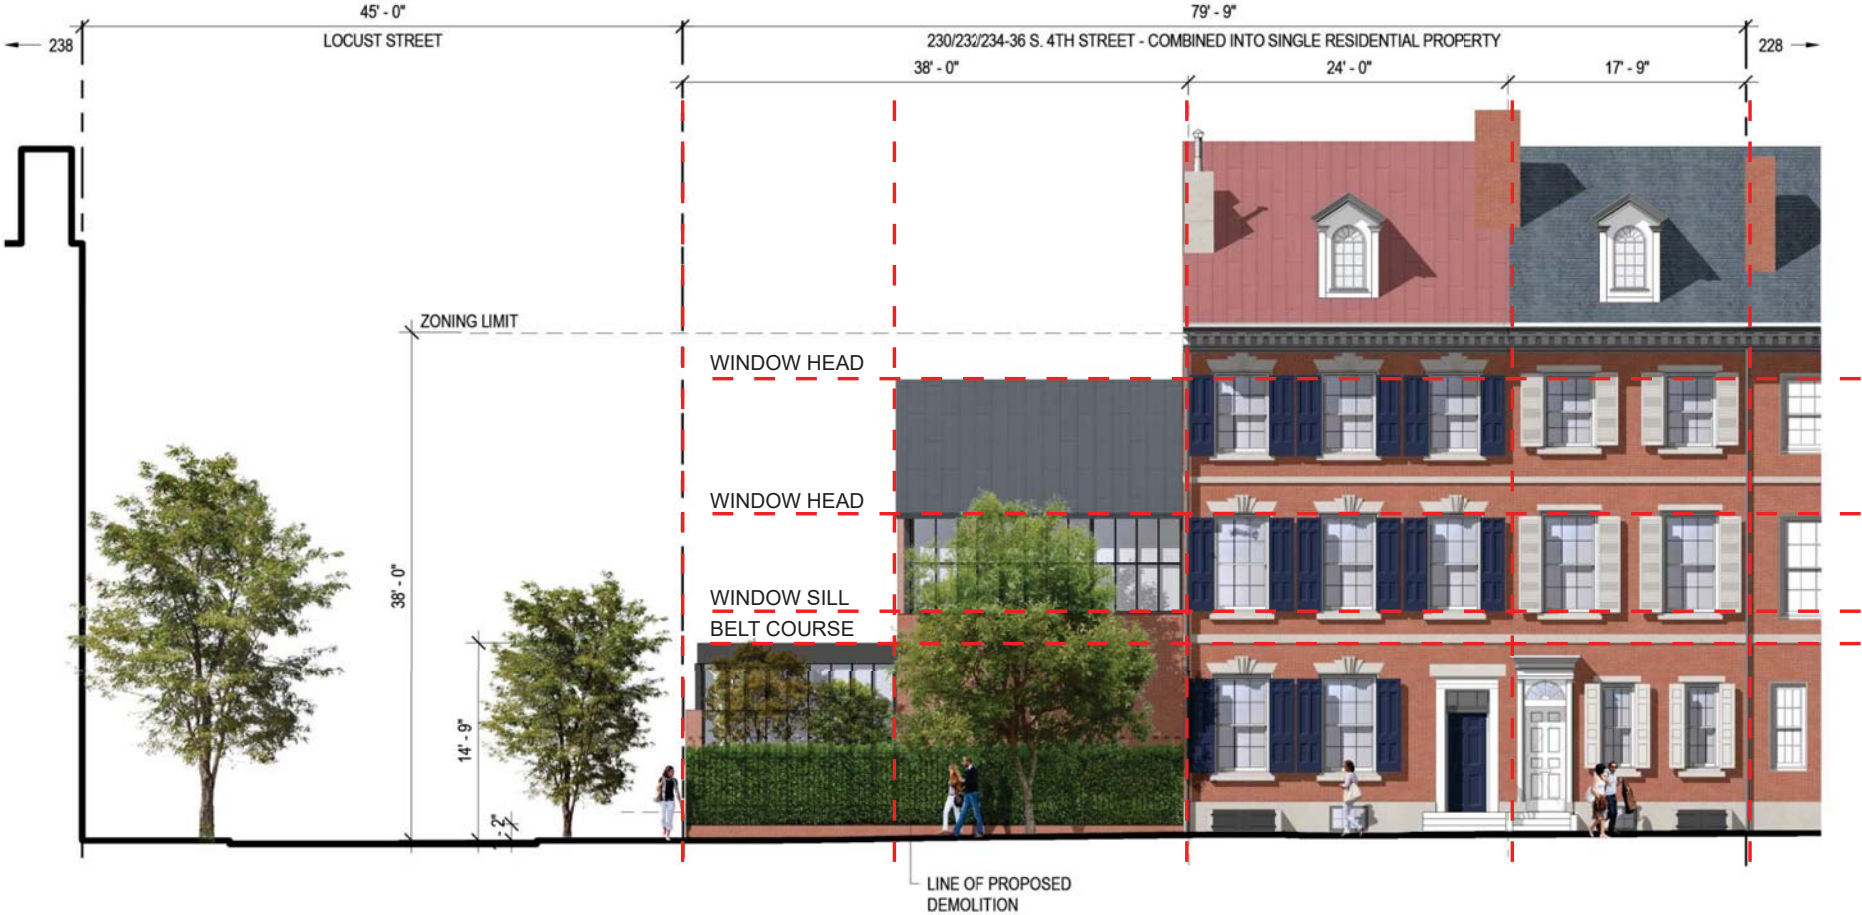 45' - 0"
79' - 9"
238
LOCUST STREET
230/232/234-36 S. 4TH STREET - COMBINED INTO SINGLE RESIDENTIAL PROPERTY
228
38' - 0"
24' - 0"
17' - 9"
ZONING LIMIT
WINDOW HEAD
WINDOW HEAD
38' - 0"
WINDOW SILL
BELT COURSE
14' - 9"
LINE OF PROPOSED
DEMOLITION